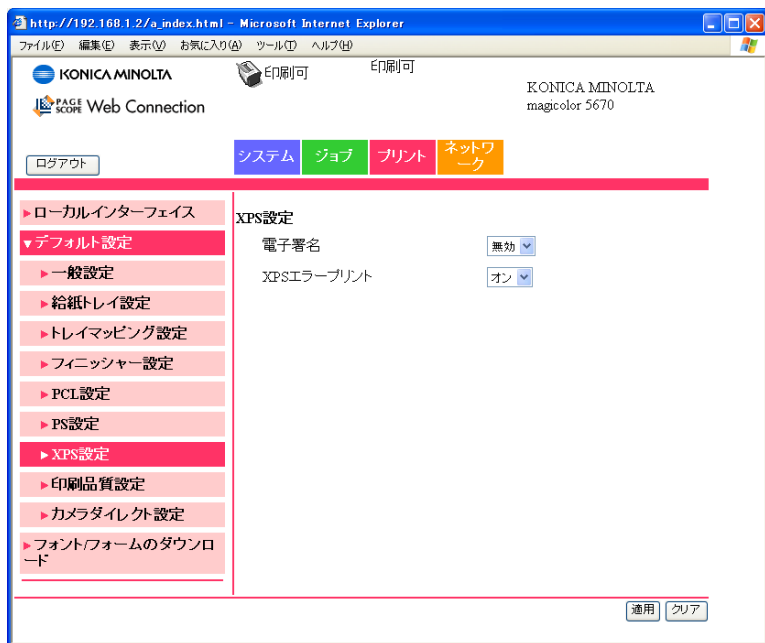 http://192.168.1.2/a_index.html - Microsoft Internet Explorer
ファイル(F) 編集(E) 表示(V) お気に入り(A) ツール(T) ヘルプ(H)
KONICA MINOLTA
印刷可
印刷可
KONICA MINOLTA
magicolor 5670
PAGE SCOPE Web Connection
ログアウト
システム
ジョブ
プリント
ネットワ
ーク
ローカルインターフェイス
デフォルト設定
一般設定
給紙トレイ設定
トレイマッピング設定
フィニッシャー設定
PCL設定
PS設定
XPS設定
印刷品質設定
カメラダイレクト設定
フォント/フォームのダウンロ
ード
XPS設定
電子署名 無効
XPSエラープリント オン
適用 クリア